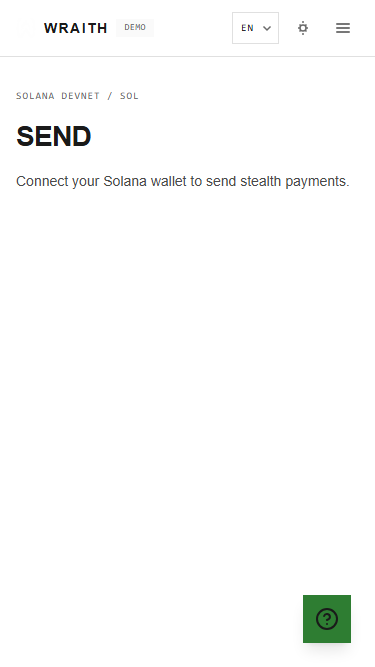 WRAITH DEMO EN
SOLANA DEVNET / SOL
SEND
Connect your Solana wallet to send stealth payments.